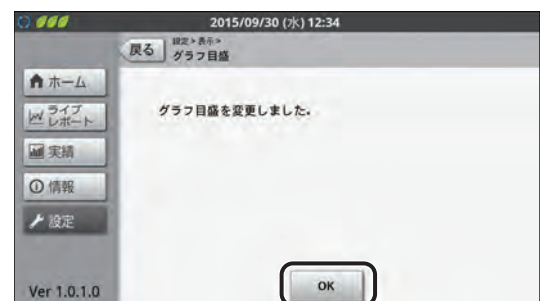 2015/09/30 (水) 12:34
戻る
設定>表示>
グラフ目盛
ホーム
ライブ
レポート
実績
情報
設定
グラフ目盛を変更しました。
OK
Ver 1.0.1.0